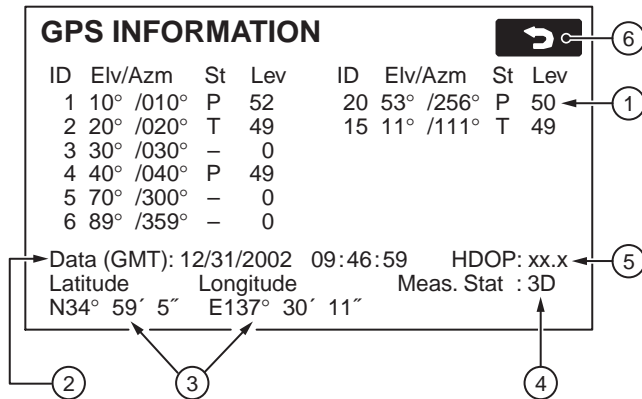 GPS INFORMATION
ID Elv/Azm St Lev ID Elv/Azm St Lev
1 10° /010° P 52 20 53° /256° P 50
2 20° /020° T 49 15 11° /111° T 49
3 30° /030° – 0
4 40° /040° P 49
5 70° /300° – 0
6 89° /359° – 0
Data (GMT): 12/31/2002 09:46:59 HDOP: xx.x
Latitude Longitude Meas. Stat : 3D
N34° 59´ 5˝ E137° 30´ 11˝
6
1
5
2
3
4